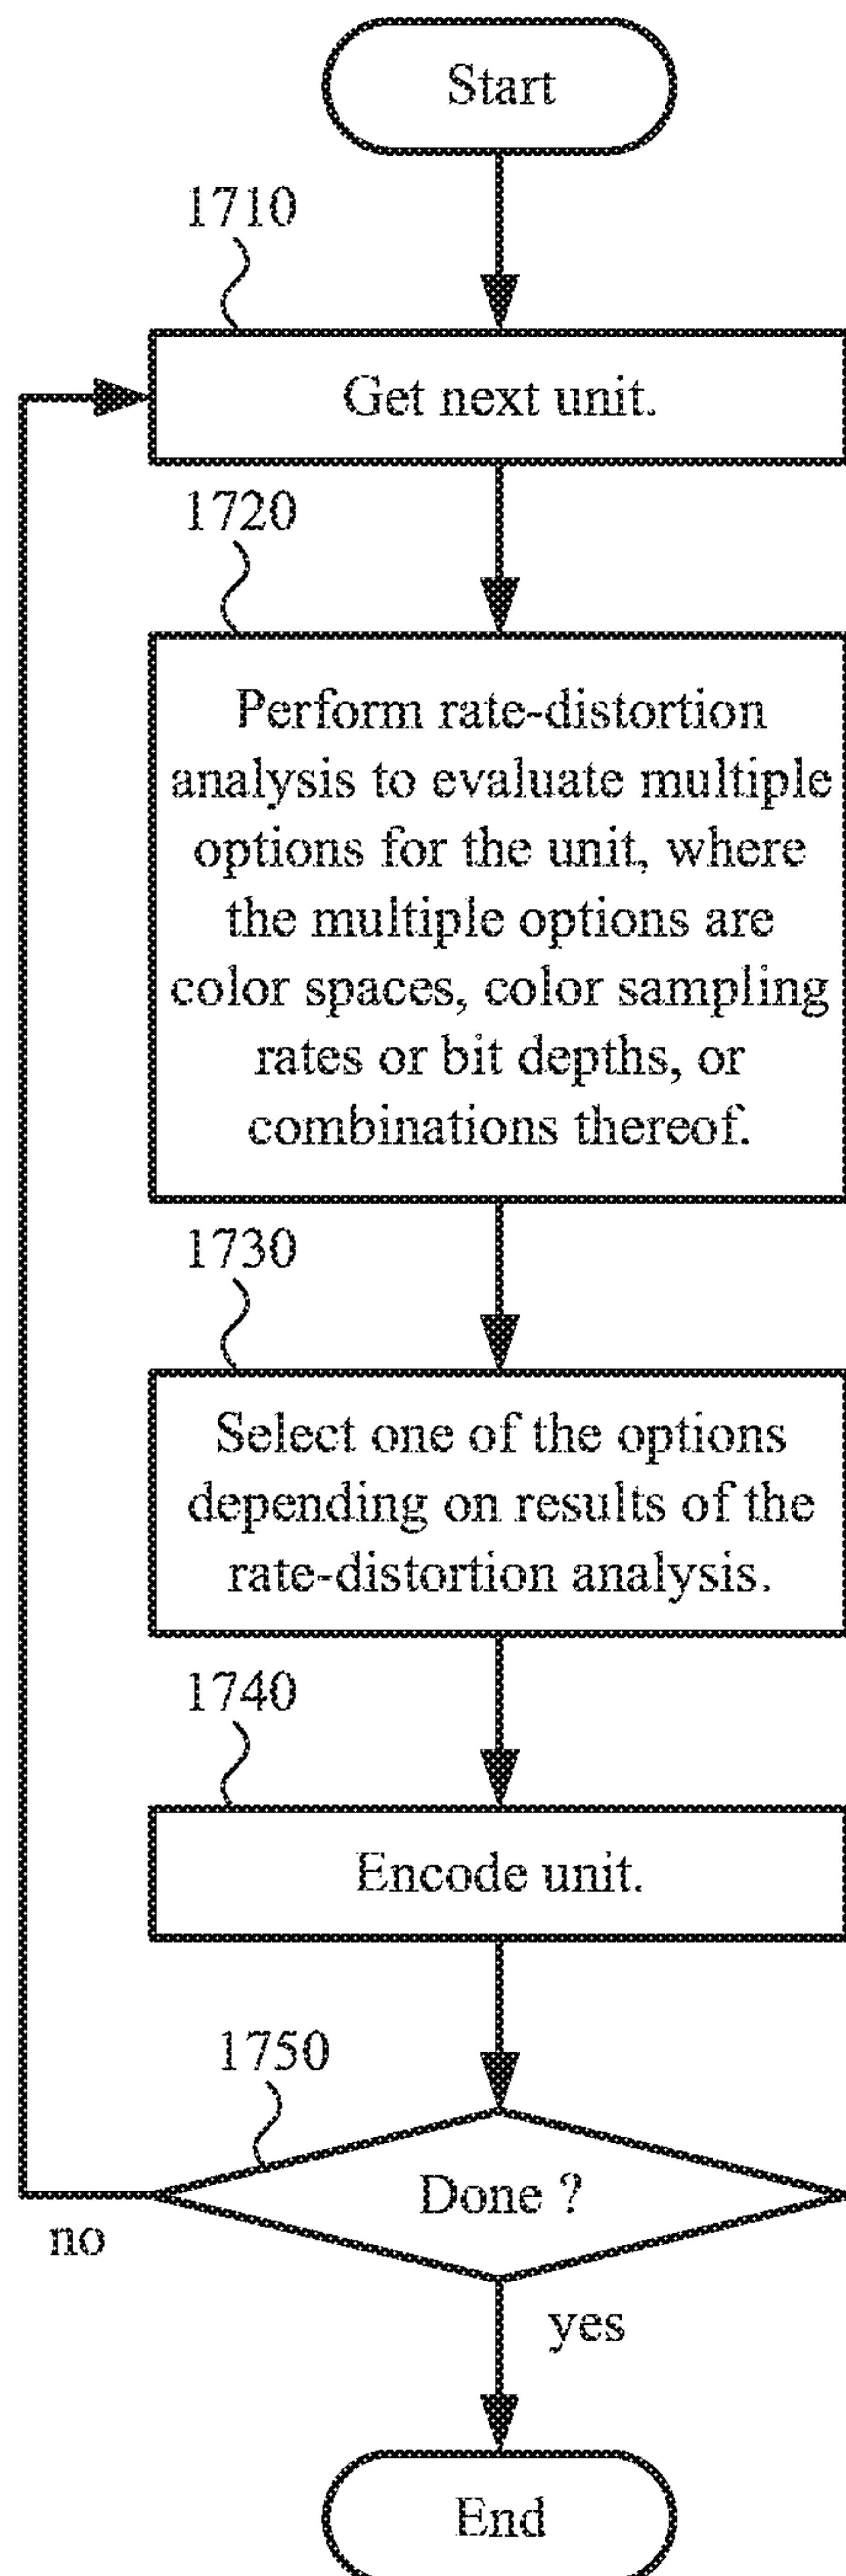 Start
1710
Get next unit.
1720
Perform rate-distortion
analysis to evaluate multiple
options for the unit, where
the multiple options are
color spaces, color sampling
rates or bit depths, or
combinations thereof.
1730
Select one of the options
depending on results of the
rate-distortion analysis.
1740
Encode unit.
1750
Done ?
no
yes
End